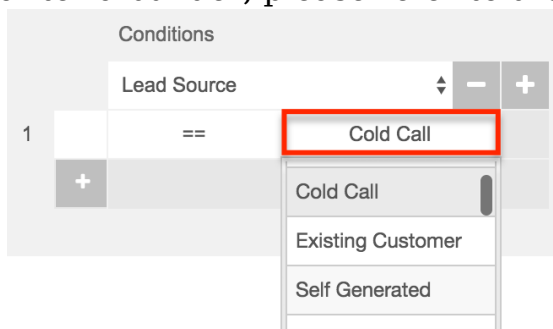 Conditions
Lead Source
1 == Cold Call
Cold Call
Existing Customer
Self Generated